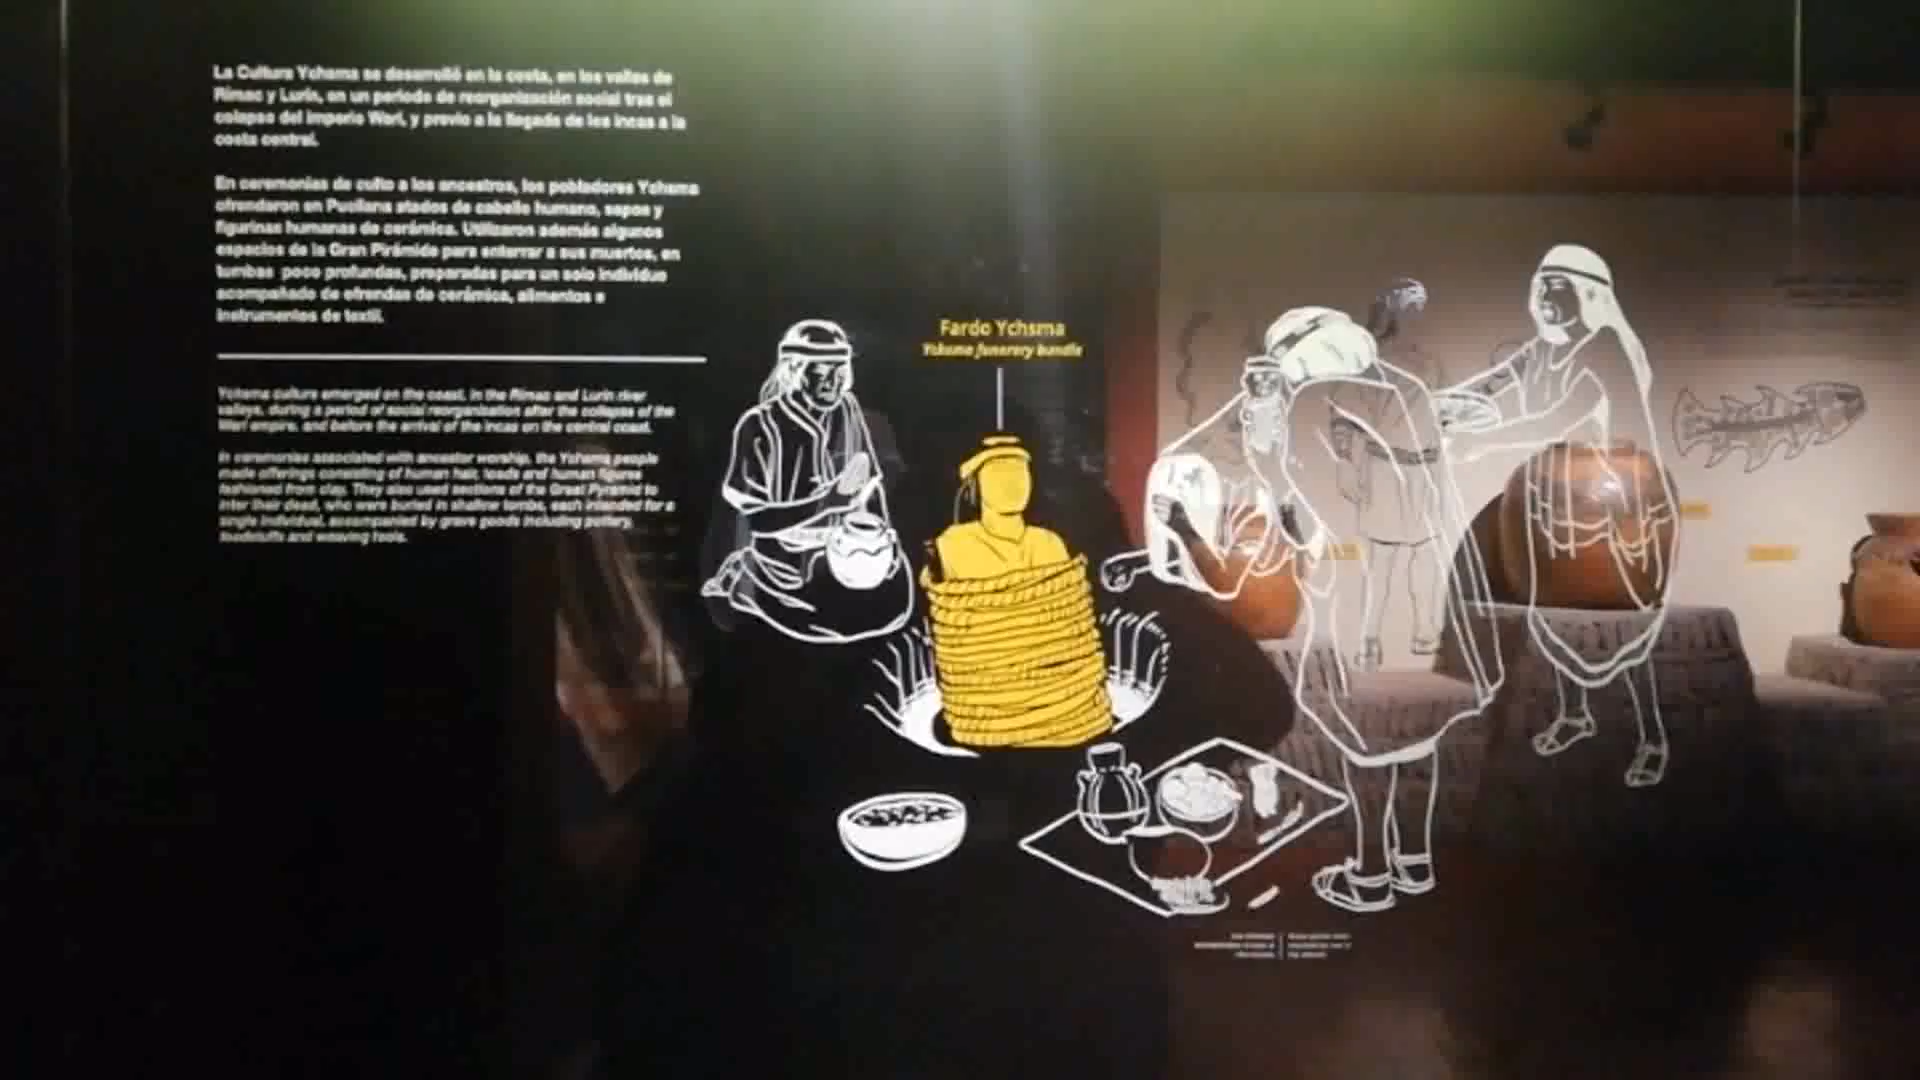 La Cultura Ychsma se desarrolló en la costa, en los valles de
Rímac y Lurín, en un periodo de reorganización social tras el
colapso del imperio Wari, y previo a la llegada de los incas a la
costa central.
En ceremonias de culto a los ancestros, los pobladores Ychsma
ofrendaron en Pucllana atados de cabello humano, sapos y
figurinas humanas de cerámica. Utilizaron además algunos
espacios de la Gran Pirámide para enterrar a sus muertos, en
tumbas poco profundas, preparadas para un solo individuo
acompañado de ofrendas de cerámica, alimentos e
instrumentos de textil.
Fardo Ychsma
Ychsma funerary bundle
Ychsma culture emerged on the coast, in the Rimac and Lurin river
valleys, during a period of social reorganisation after the collapse of the
Wari empire, and before the arrival of the incas on the central coast.
In ceremonies associated with ancestor worship, the Ychsma people
made offerings consisting of human hair, toads and human figures
fashioned from clay. They also used sections of the Great Pyramid to
inter their dead, who were buried in shallow tombs, each intended for a
single individual, accompanied by grave goods including pottery,
foodstuffs and weaving tools.